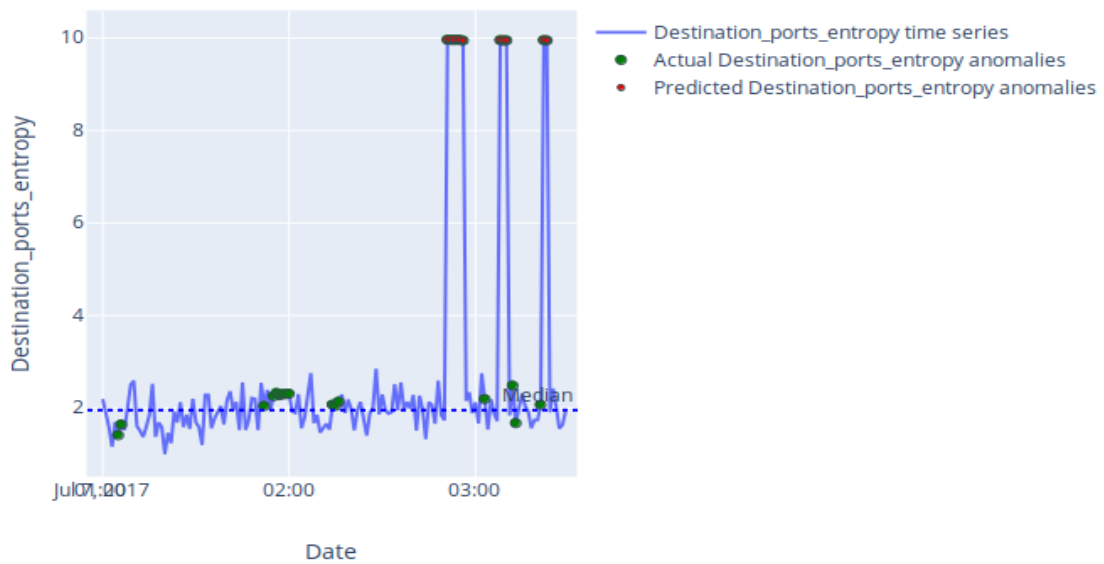 10
8
6
4
2
Destination_ports_entropy
Destination_ports_entropy time series
Actual Destination_ports_entropy anomalies
Predicted Destination_ports_entropy anomalies
Median
02:00
03:00
Date